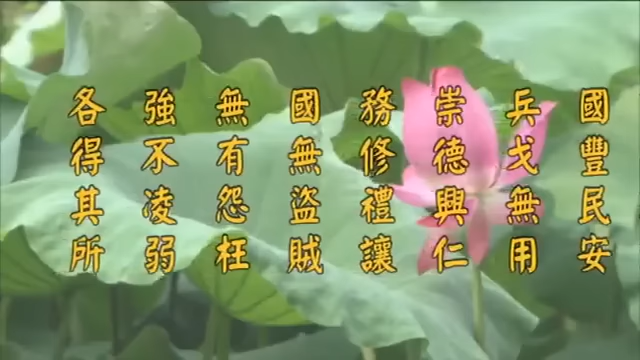 國豐民安
兵戈無用
崇德興仁
務修禮讓
國無盜賊
無有怨枉
強不凌弱
各得其所